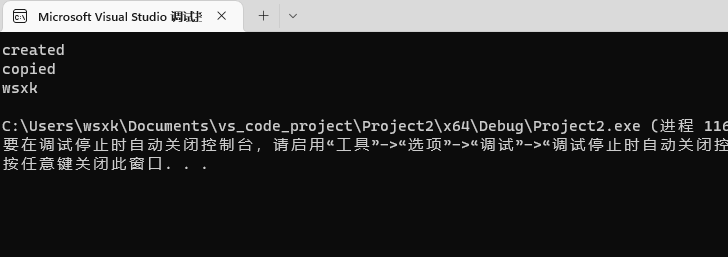 Microsoft Visual Studio 调试控
created
copied
wsxk
C:\Users\wsxk\Documents\vs_code_project\Project2\x64\Debug\Project2.exe (进程 116
要在调试停止时自动关闭控制台，请启用“工具”->“选项”->“调试”->“调试停止时自动关闭控
按任意键关闭此窗口. . .